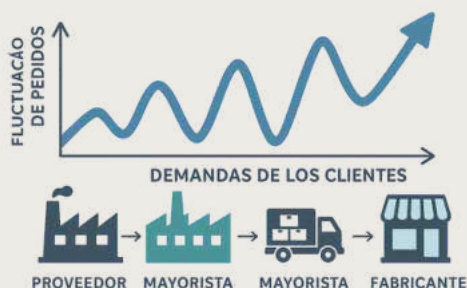 FLUCTUACÃO
DE PEDIDOS
DEMANDAS DE LOS CLIENTES
PROVEEDOR
MAYORISTA
MAYORISTA
FABRICANTE